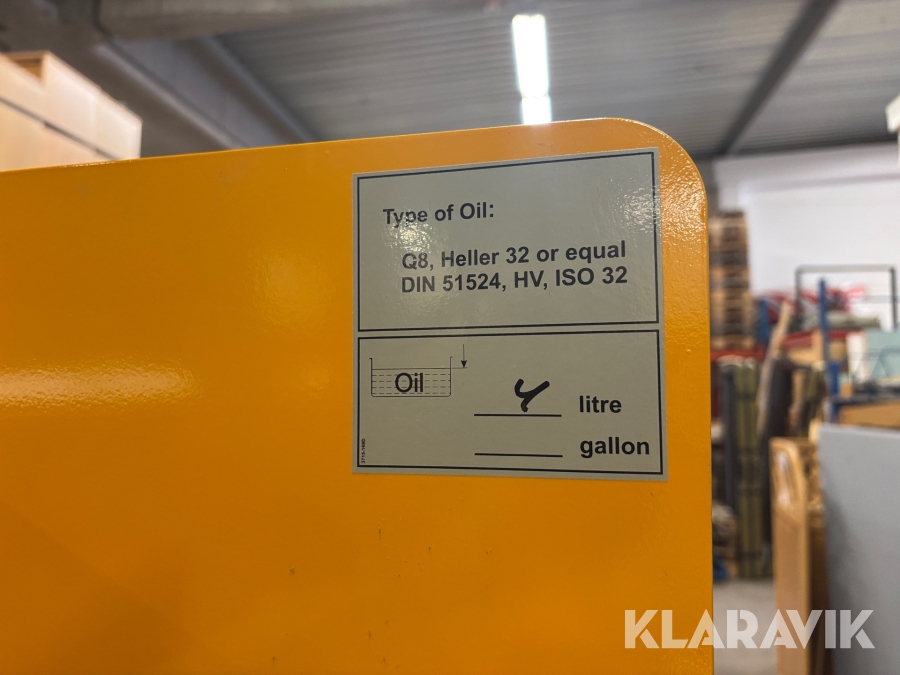 Type of Oil:
Q8, Heller 32 or equal
DIN 51524, HV, ISO 32
Oil
4 litre
gallon
KLARAVIK